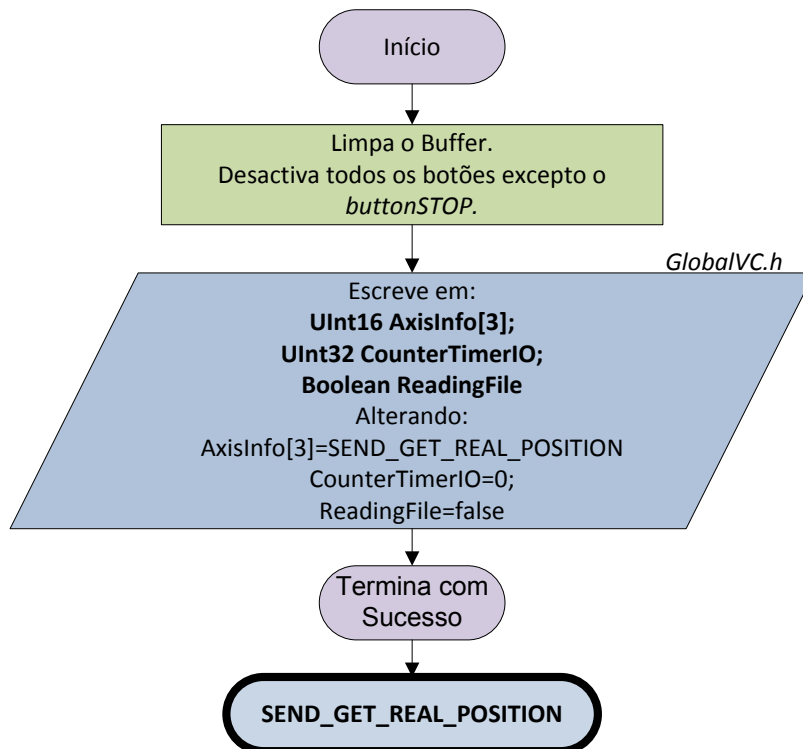 Início
Limpa o Buffer.
Desactiva todos os botões excepto o
buttonSTOP.
GlobalVC.h
Escreve em:
UInt16 AxisInfo[3];
UInt32 CounterTimerIO;
Boolean ReadingFile
Alterando:
AxisInfo[3]=SEND_GET_REAL_POSITION
CounterTimerIO=0;
ReadingFile=false
Termina com
Sucesso
SEND_GET_REAL_POSITION